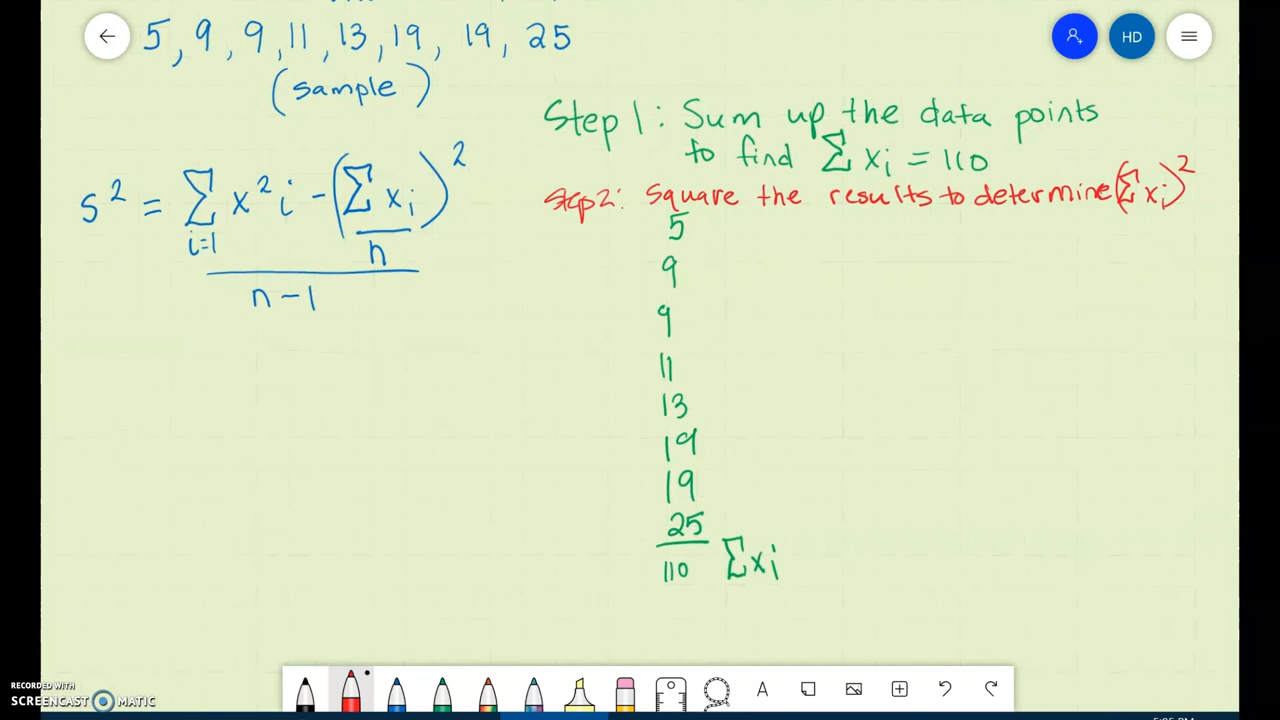 5, 9, 9, 11, 13, 19, 19, 25
(sample)
HD
Step 1: Sum up the data points
to find ∑ xi = 110
Step 2: Square the results to determine (∑ xi)²
s² = ∑ x²i - (∑ xi)²
i=1
n
n - 1
5
9
9
11
13
19
19
25
110 ∑xi
A
RECORDED WITH
SCREENCAST MATIC